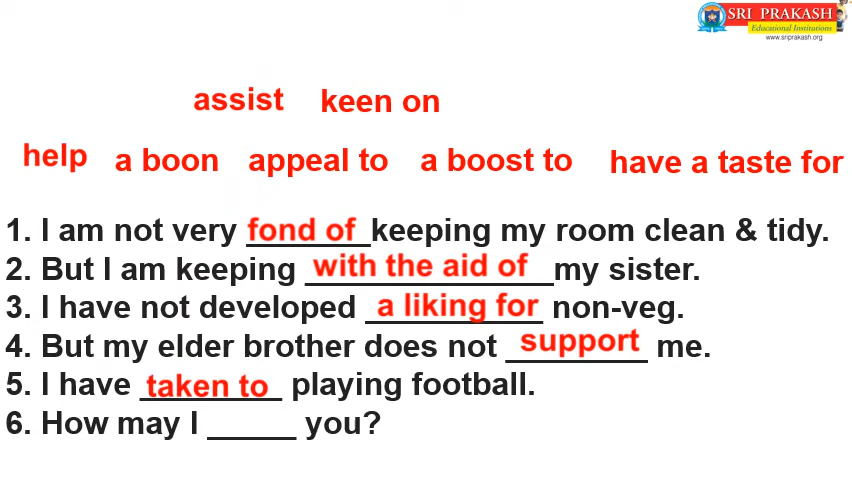 SRI PRAKASH
Educational Institutions
www.sriprakash.org
assist keen on
help a boon appeal to a boost to have a taste for
1. I am not very fond of keeping my room clean & tidy.
2. But I am keeping with the aid of my sister.
3. I have not developed a liking for non-veg.
4. But my elder brother does not support me.
5. I have taken to playing football.
6. How may I ______ you?